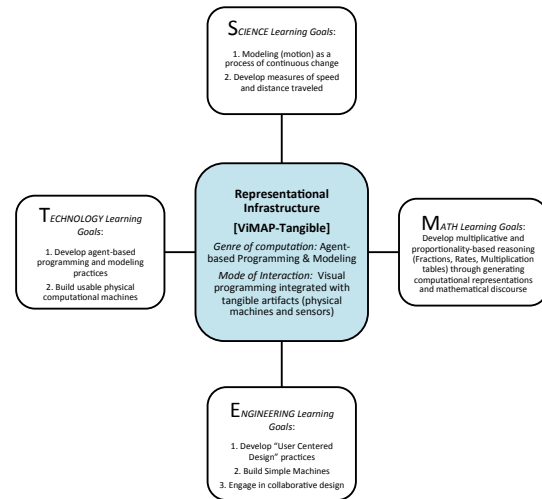 SCIENCE Learning Goals:
1. Modeling (motion) as a
process of continuous change
2. Develop measures of speed
and distance traveled
TECHNOLOGY Learning
Goals:
1. Develop agent-based
programming and modeling
practices
2. Build usable physical
computational machines
Representational
Infrastructure
[ViMAP-Tangible]
Genre of computation: Agent-
based Programming & Modeling
Mode of Interaction: Visual
programming integrated with
tangible artifacts (physical
machines and sensors)
MATH Learning Goals:
Develop multiplicative and
proportionality-based reasoning
(Fractions, Rates, Multiplication
tables) through generating
computational representations
and mathematical discourse
ENGINEERING Learning
Goals:
1. Develop “User Centered
Design” practices
2. Build Simple Machines
3. Engage in collaborative design